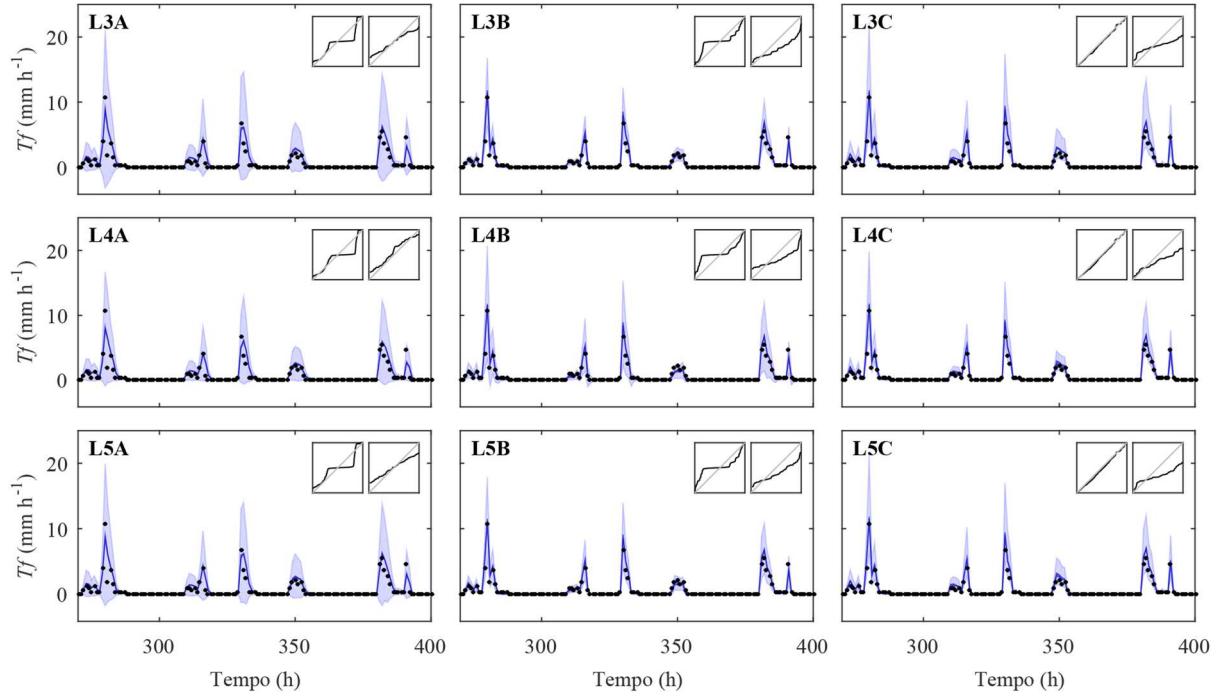 L3A
L3B
L3C
20
10
0
Tf (mm h-1)
L4A
L4B
L4C
20
10
0
Tf (mm h-1)
L5A
L5B
L5C
20
10
0
Tf (mm h-1)
300 350 400
300 350 400
300 350 400
Tempo (h)
Tempo (h)
Tempo (h)